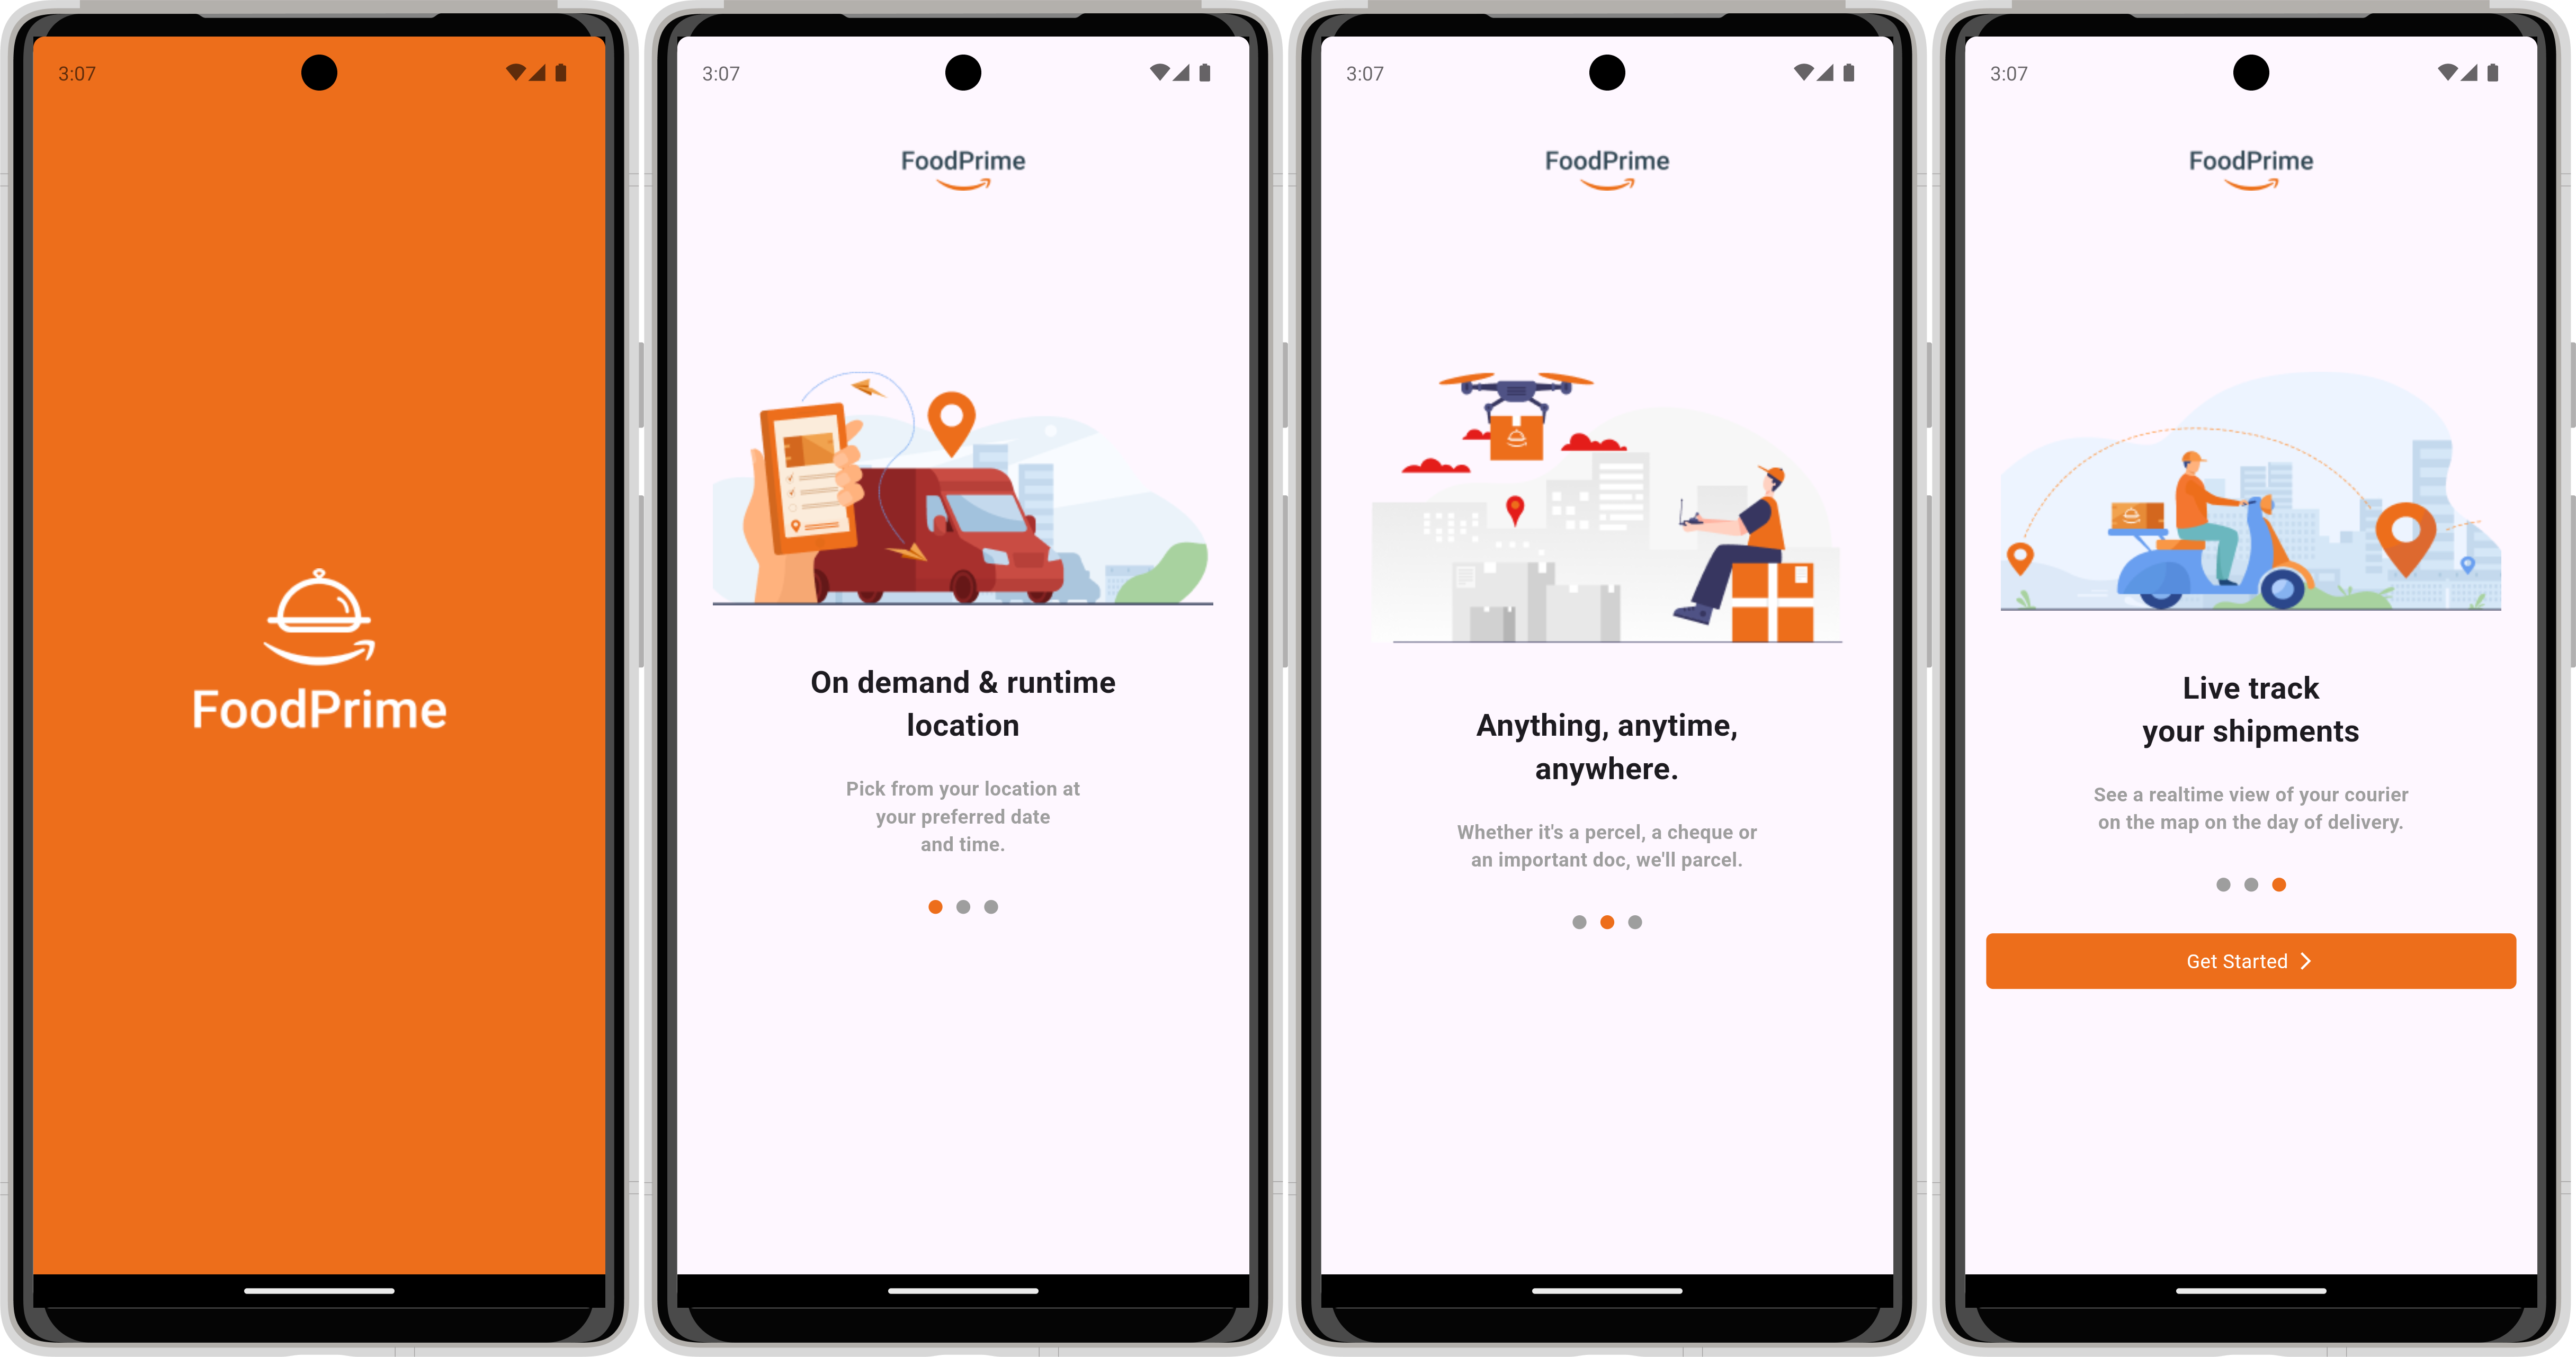 3:07
FoodPrime
3:07
FoodPrime
On demand & runtime
location
Pick from your location at
your preferred date
and time.
3:07
FoodPrime
Anything, anytime,
anywhere.
Whether it's a percel, a cheque or
an important doc, we'll parcel.
3:07
FoodPrime
Live track
your shipments
See a realtime view of your courier
on the map on the day of delivery.
Get Started